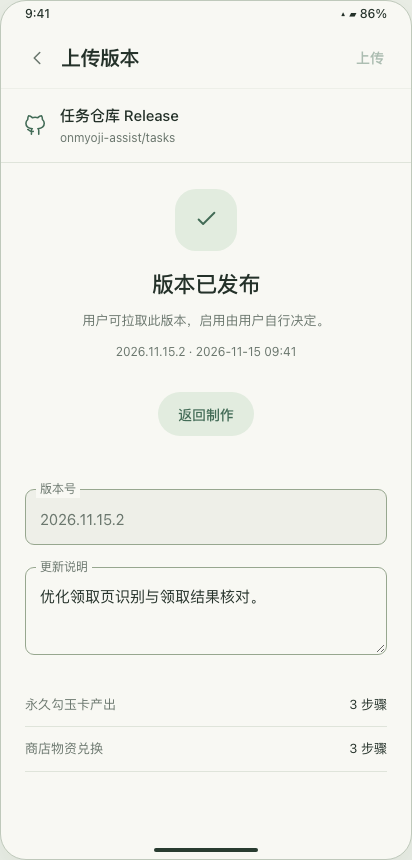 9:41
86%
上传版本
上传
任务仓库 Release
onmyoji-assist/tasks
版本已发布
用户可拉取此版本，启用由用户自行决定。
2026.11.15.2 · 2026-11-15 09:41
返回制作
版本号
2026.11.15.2
更新说明
优化领取页识别与领取结果核对。
永久勾玉卡产出
3 步骤
商店物资兑换
3 步骤